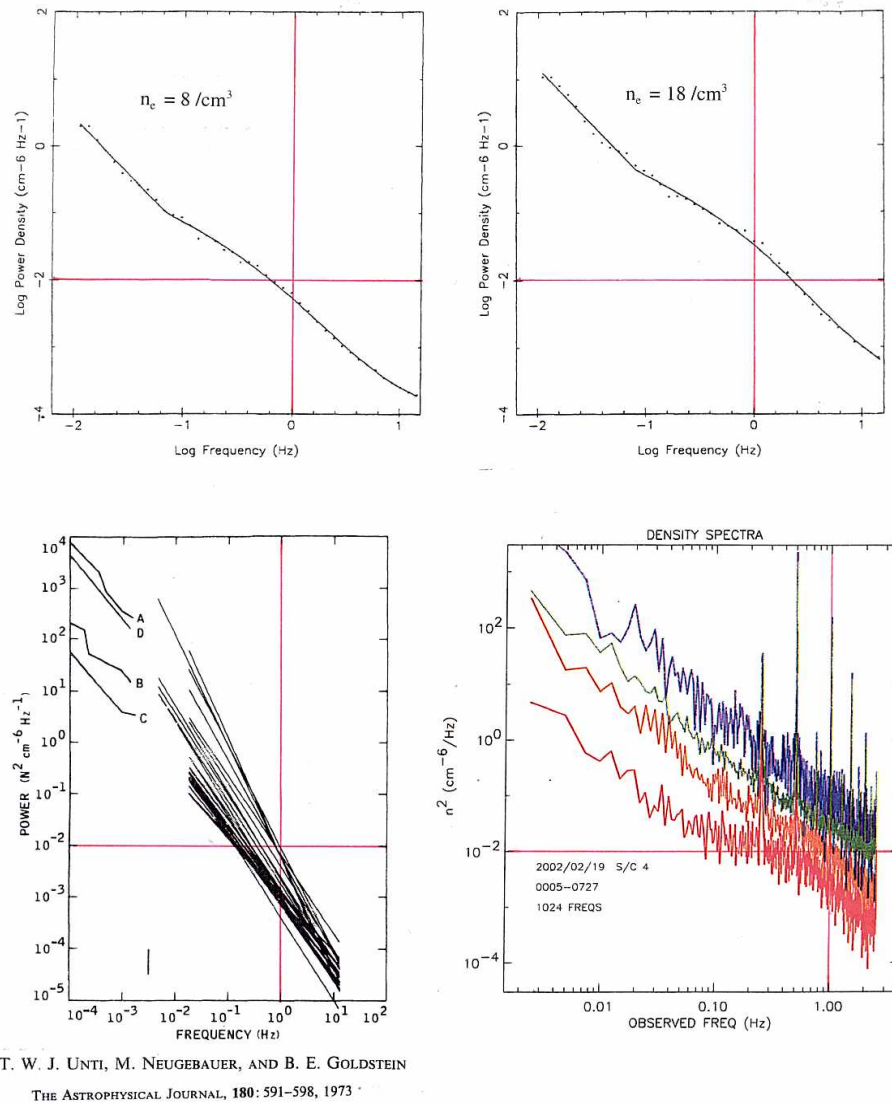 2
0
−2
−4
Log Power Density (cm−6 Hz−1)
n_e = 8 /cm³
−2
−1
0
1
Log Frequency (Hz)
2
0
−2
−4
Log Power Density (cm−6 Hz−1)
n_e = 18 /cm³
−2
−1
0
1
Log Frequency (Hz)
10⁴
10³
10²
10¹
10⁰
10⁻¹
10⁻²
10⁻³
10⁻⁴
10⁻⁵
POWER (N² cm⁻⁶ Hz⁻¹)
A
D
B
C
10⁻⁴
10⁻³
10⁻²
10⁻¹
10⁰
10¹
10²
FREQUENCY (Hz)
DENSITY SPECTRA
10²
10⁰
10⁻²
10⁻⁴
n² (cm⁻⁶/Hz)
2002/02/19 S/C 4
0005−0727
1024 FREQS
0.01
0.10
1.00
OBSERVED FREQ (Hz)
T. W. J. UNTI, M. NEUGEBAUER, AND B. E. GOLDSTEIN
THE ASTROPHYSICAL JOURNAL, 180: 591–598, 1973